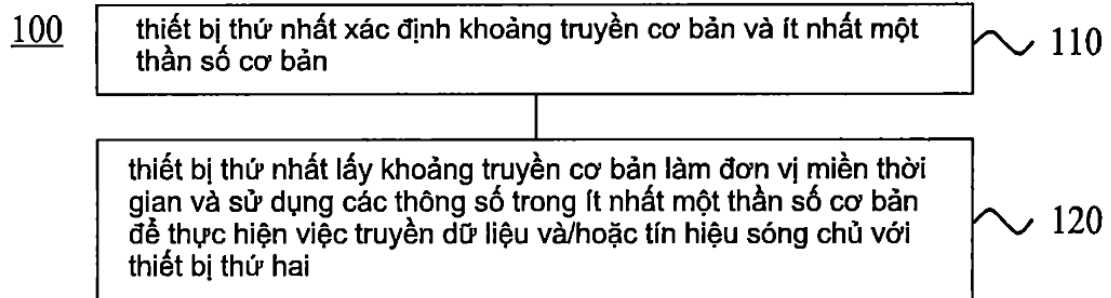 100
thiết bị thứ nhất xác định khoảng truyền cơ bản và ít nhất một
thần số cơ bản
110
thiết bị thứ nhất lấy khoảng truyền cơ bản làm đơn vị miền thời
gian và sử dụng các thông số trong ít nhất một thần số cơ bản
để thực hiện việc truyền dữ liệu và/hoặc tín hiệu sóng chủ với
thiết bị thứ hai
120